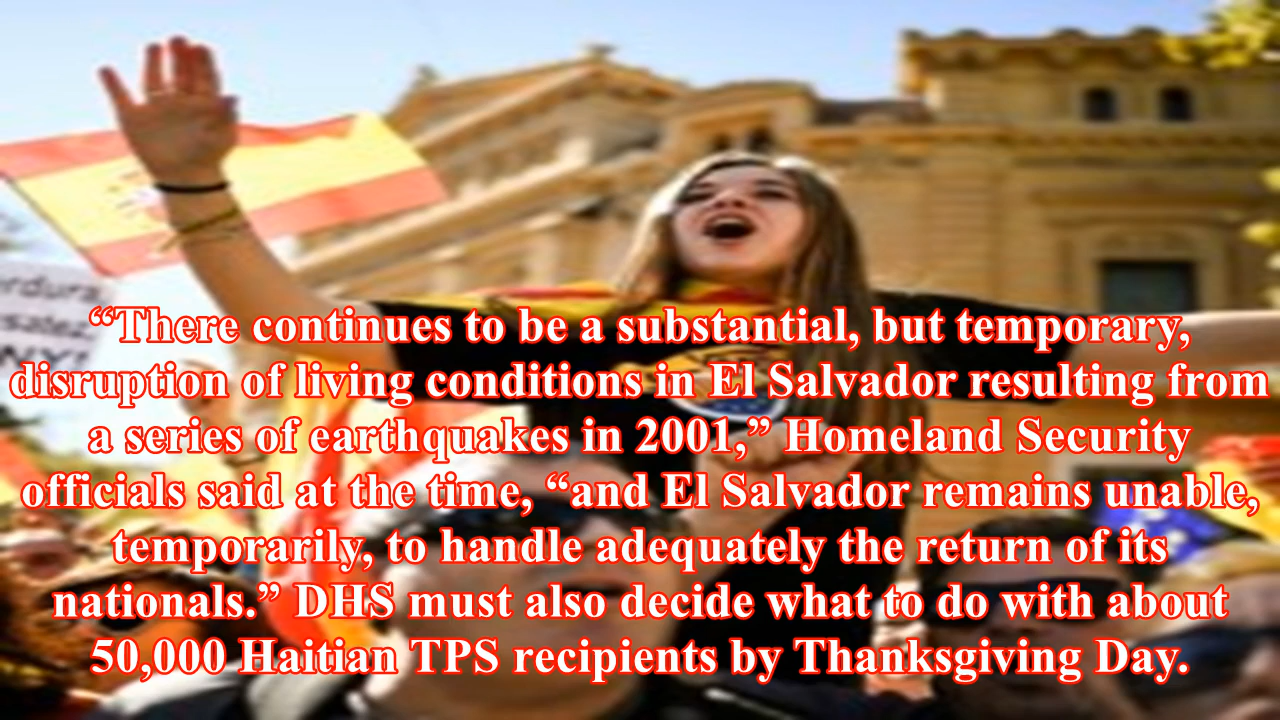 “There continues to be a substantial, but temporary,
disruption of living conditions in El Salvador resulting from
a series of earthquakes in 2001,” Homeland Security
officials said at the time, “and El Salvador remains unable,
temporarily, to handle adequately the return of its
nationals.” DHS must also decide what to do with about
50,000 Haitian TPS recipients by Thanksgiving Day.